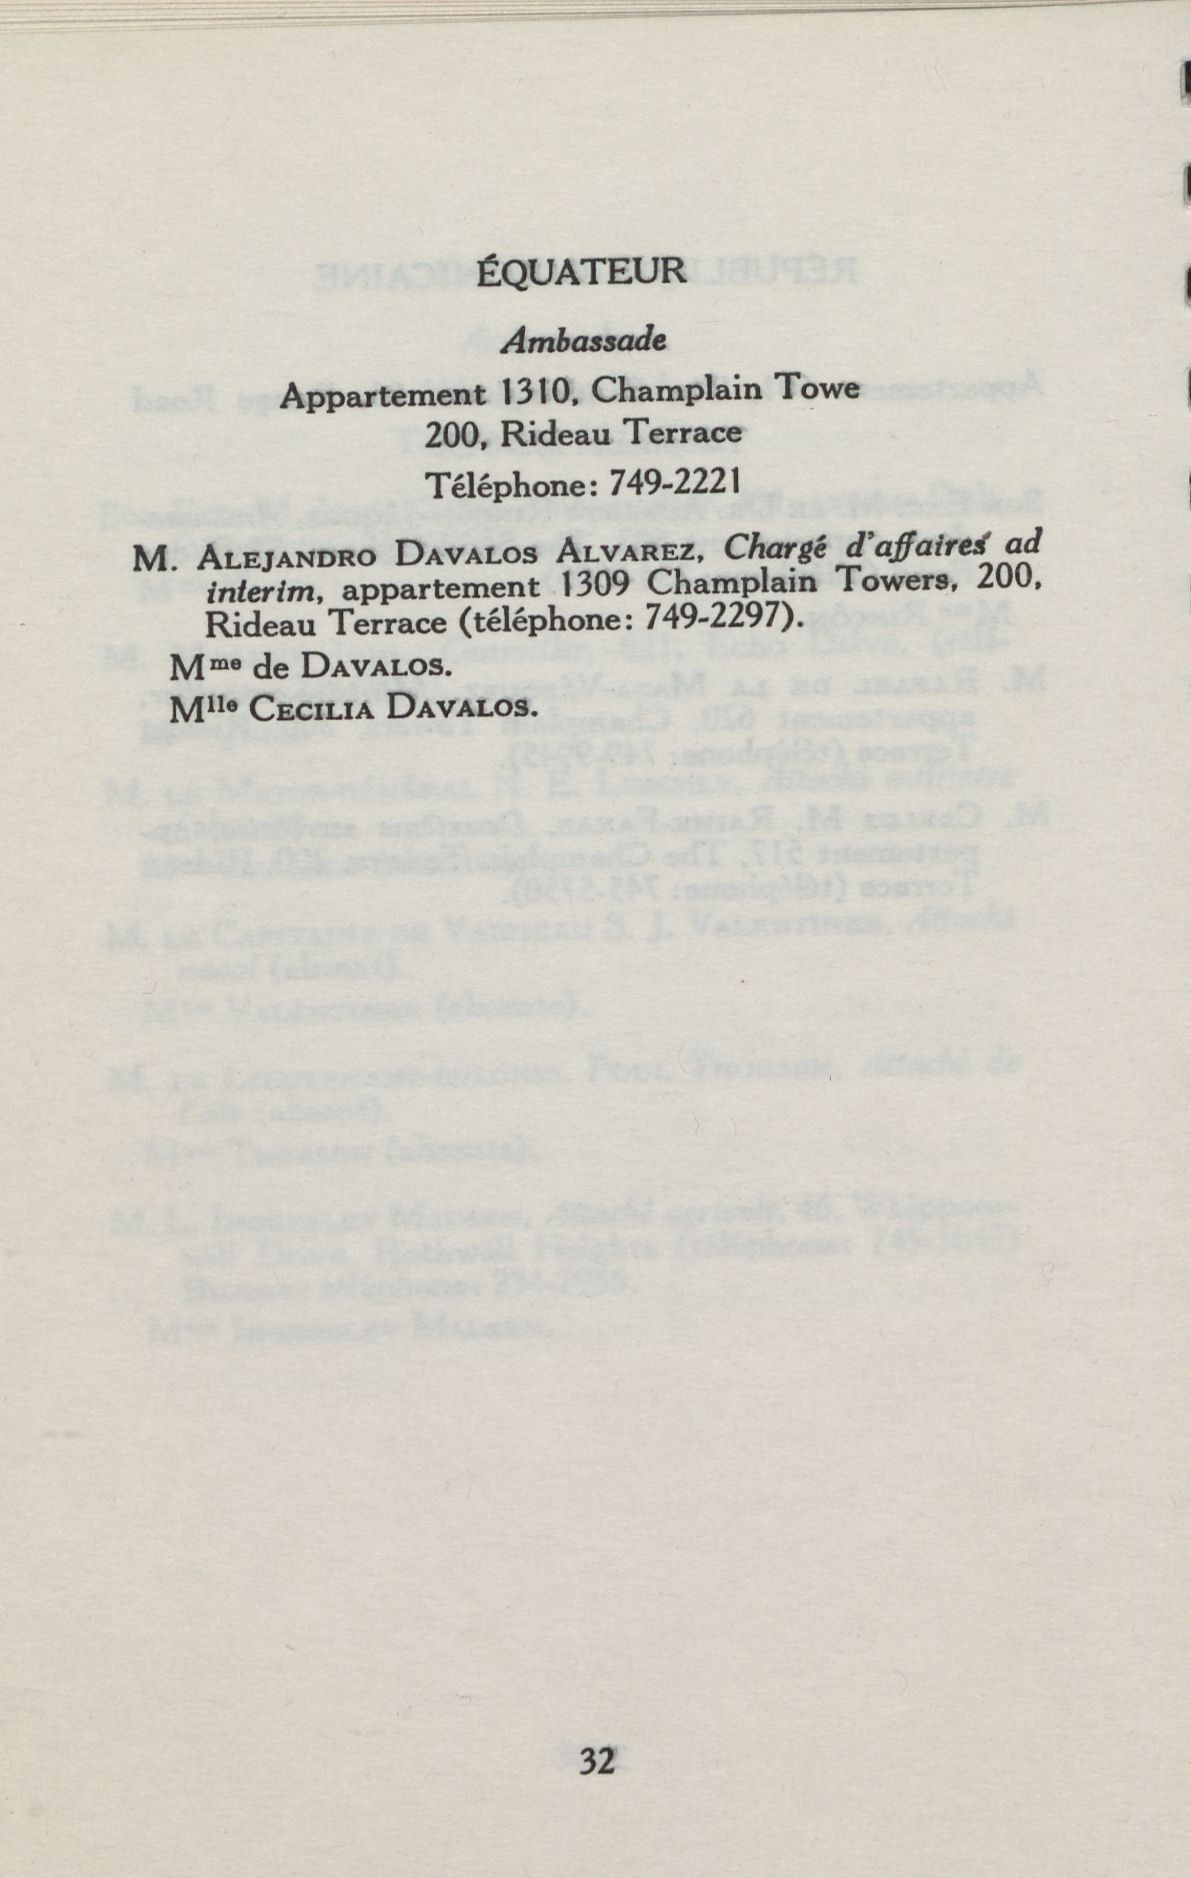 ÉQUATEUR
Ambassade
Appartement 1310, Champlain Towe
200, Rideau Terrace
Téléphone: 749-2221
M. ALEJANDRO DAVALOS ALVAREZ, Chargé d'affaires ad
interim, appartement 1309 Champlain Towers, 200,
Rideau Terrace (téléphone: 749-2297).
Mme de DAVALOS.
Mlle CECILIA DAVALOS.
32